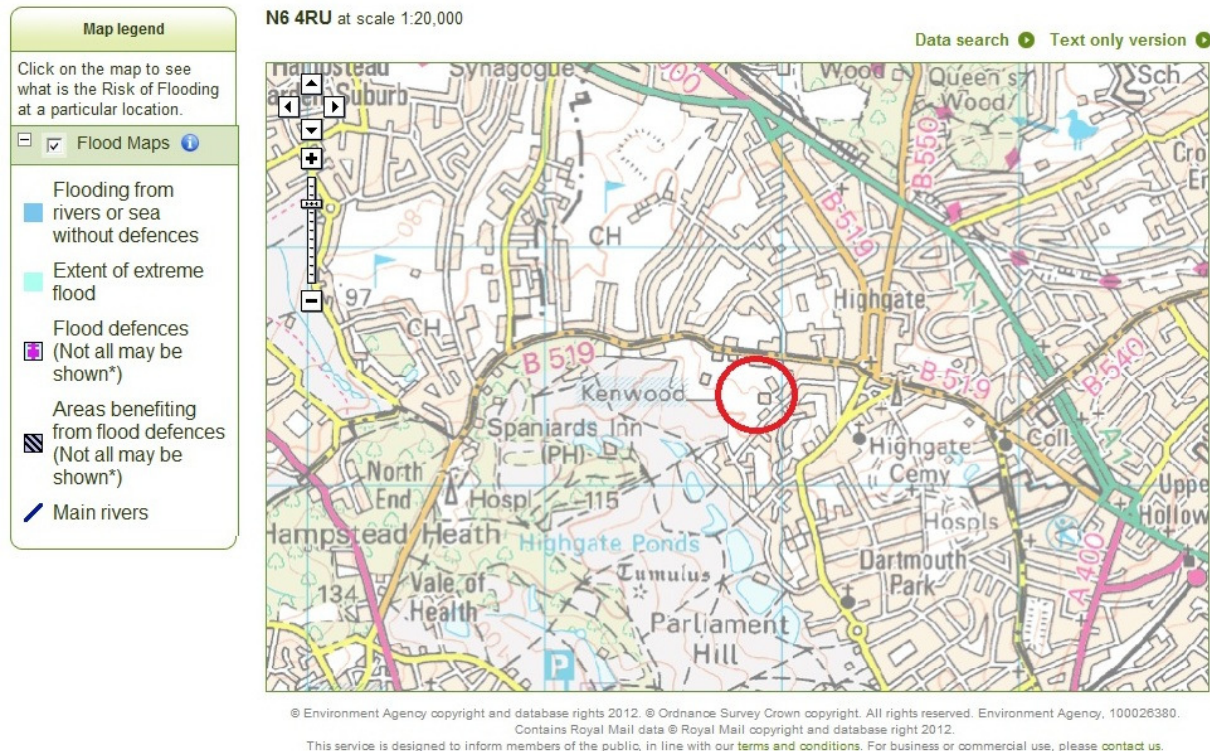 Map legend
Click on the map to see
what is the Risk of Flooding
at a particular location.
Flood Maps
Flooding from
rivers or sea
without defences
Extent of extreme
flood
Flood defences
(Not all may be
shown*)
Areas benefiting
from flood defences
(Not all may be
shown*)
Main rivers
N6 4RU at scale 1:20,000
Data search
Text only version
Hampstead
Suburb
Synagogue
Wood
Queen's
Wood
Sch
B 550
B 519
CH
80
97
CH
Highgate
A 1
B 519
Kenwood
B 519
B 540
Spaniards Inn
(PH)
Highgate
Cemy
Coll
A 1
North
End
Hospl
115
Hospls
Hampstead Heath
Highgate Ponds
Tumulus
Dartmouth
Park
A 400
134
Vale of
Health
Parliament
Hill
P
© Environment Agency copyright and database rights 2012. © Ordnance Survey Crown copyright. All rights reserved. Environment Agency, 100026380.
Contains Royal Mail data © Royal Mail copyright and database right 2012.
This service is designed to inform members of the public, in line with our terms and conditions. For business or commercial use, please contact us.